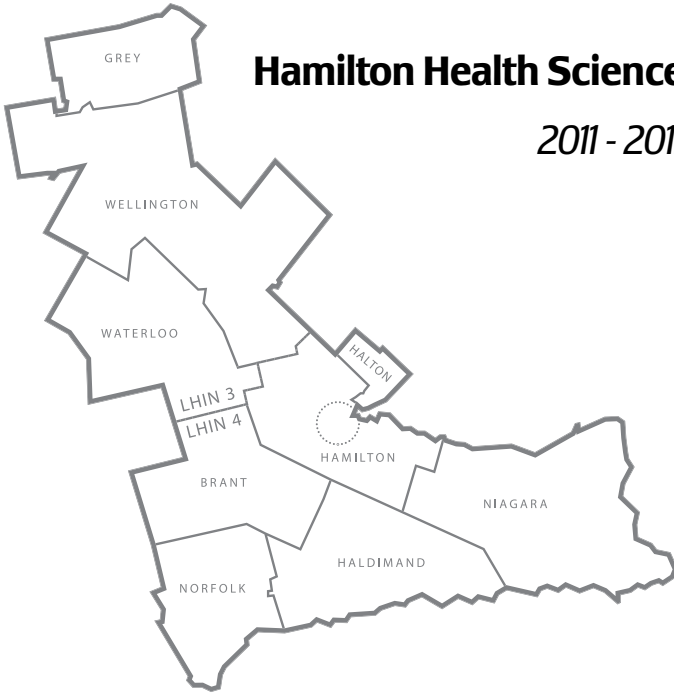 GREY
Hamilton Health Science
2011 - 201
WELLINGTON
WATERLOO
HALTON
LHIN 3
LHIN 4
HAMILTON
BRANT
NIAGARA
HALDIMAND
NORFOLK